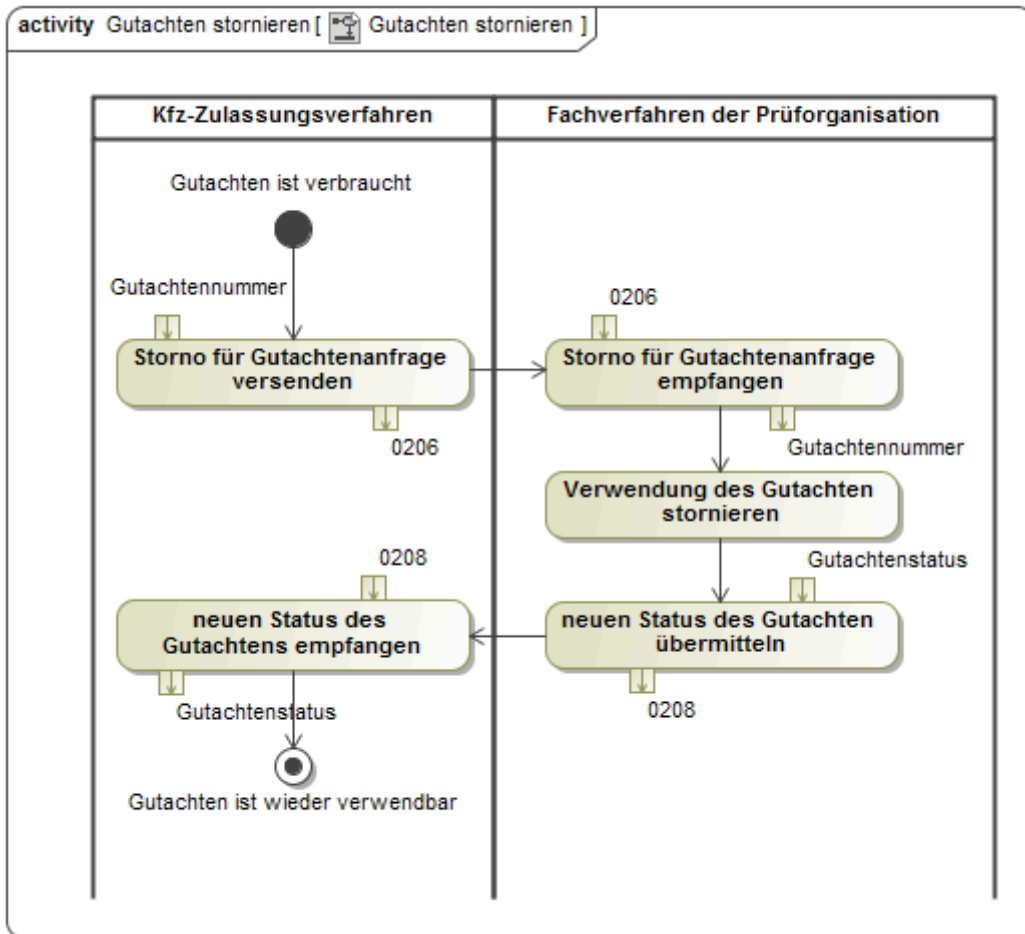 activity Gutachten stornieren [ Gutachten stornieren ]
Kfz-Zulassungsverfahren
Fachverfahren der Prüforganisation
Gutachten ist verbraucht
Gutachtennummer
Storno für Gutachtenanfrage
versenden
0206
0206
Storno für Gutachtenanfrage
empfangen
Gutachtennummer
Verwendung des Gutachten
stornieren
Gutachtenstatus
neuen Status des Gutachten
übermitteln
0208
0208
neuen Status des
Gutachtens empfangen
Gutachtenstatus
Gutachten ist wieder verwendbar